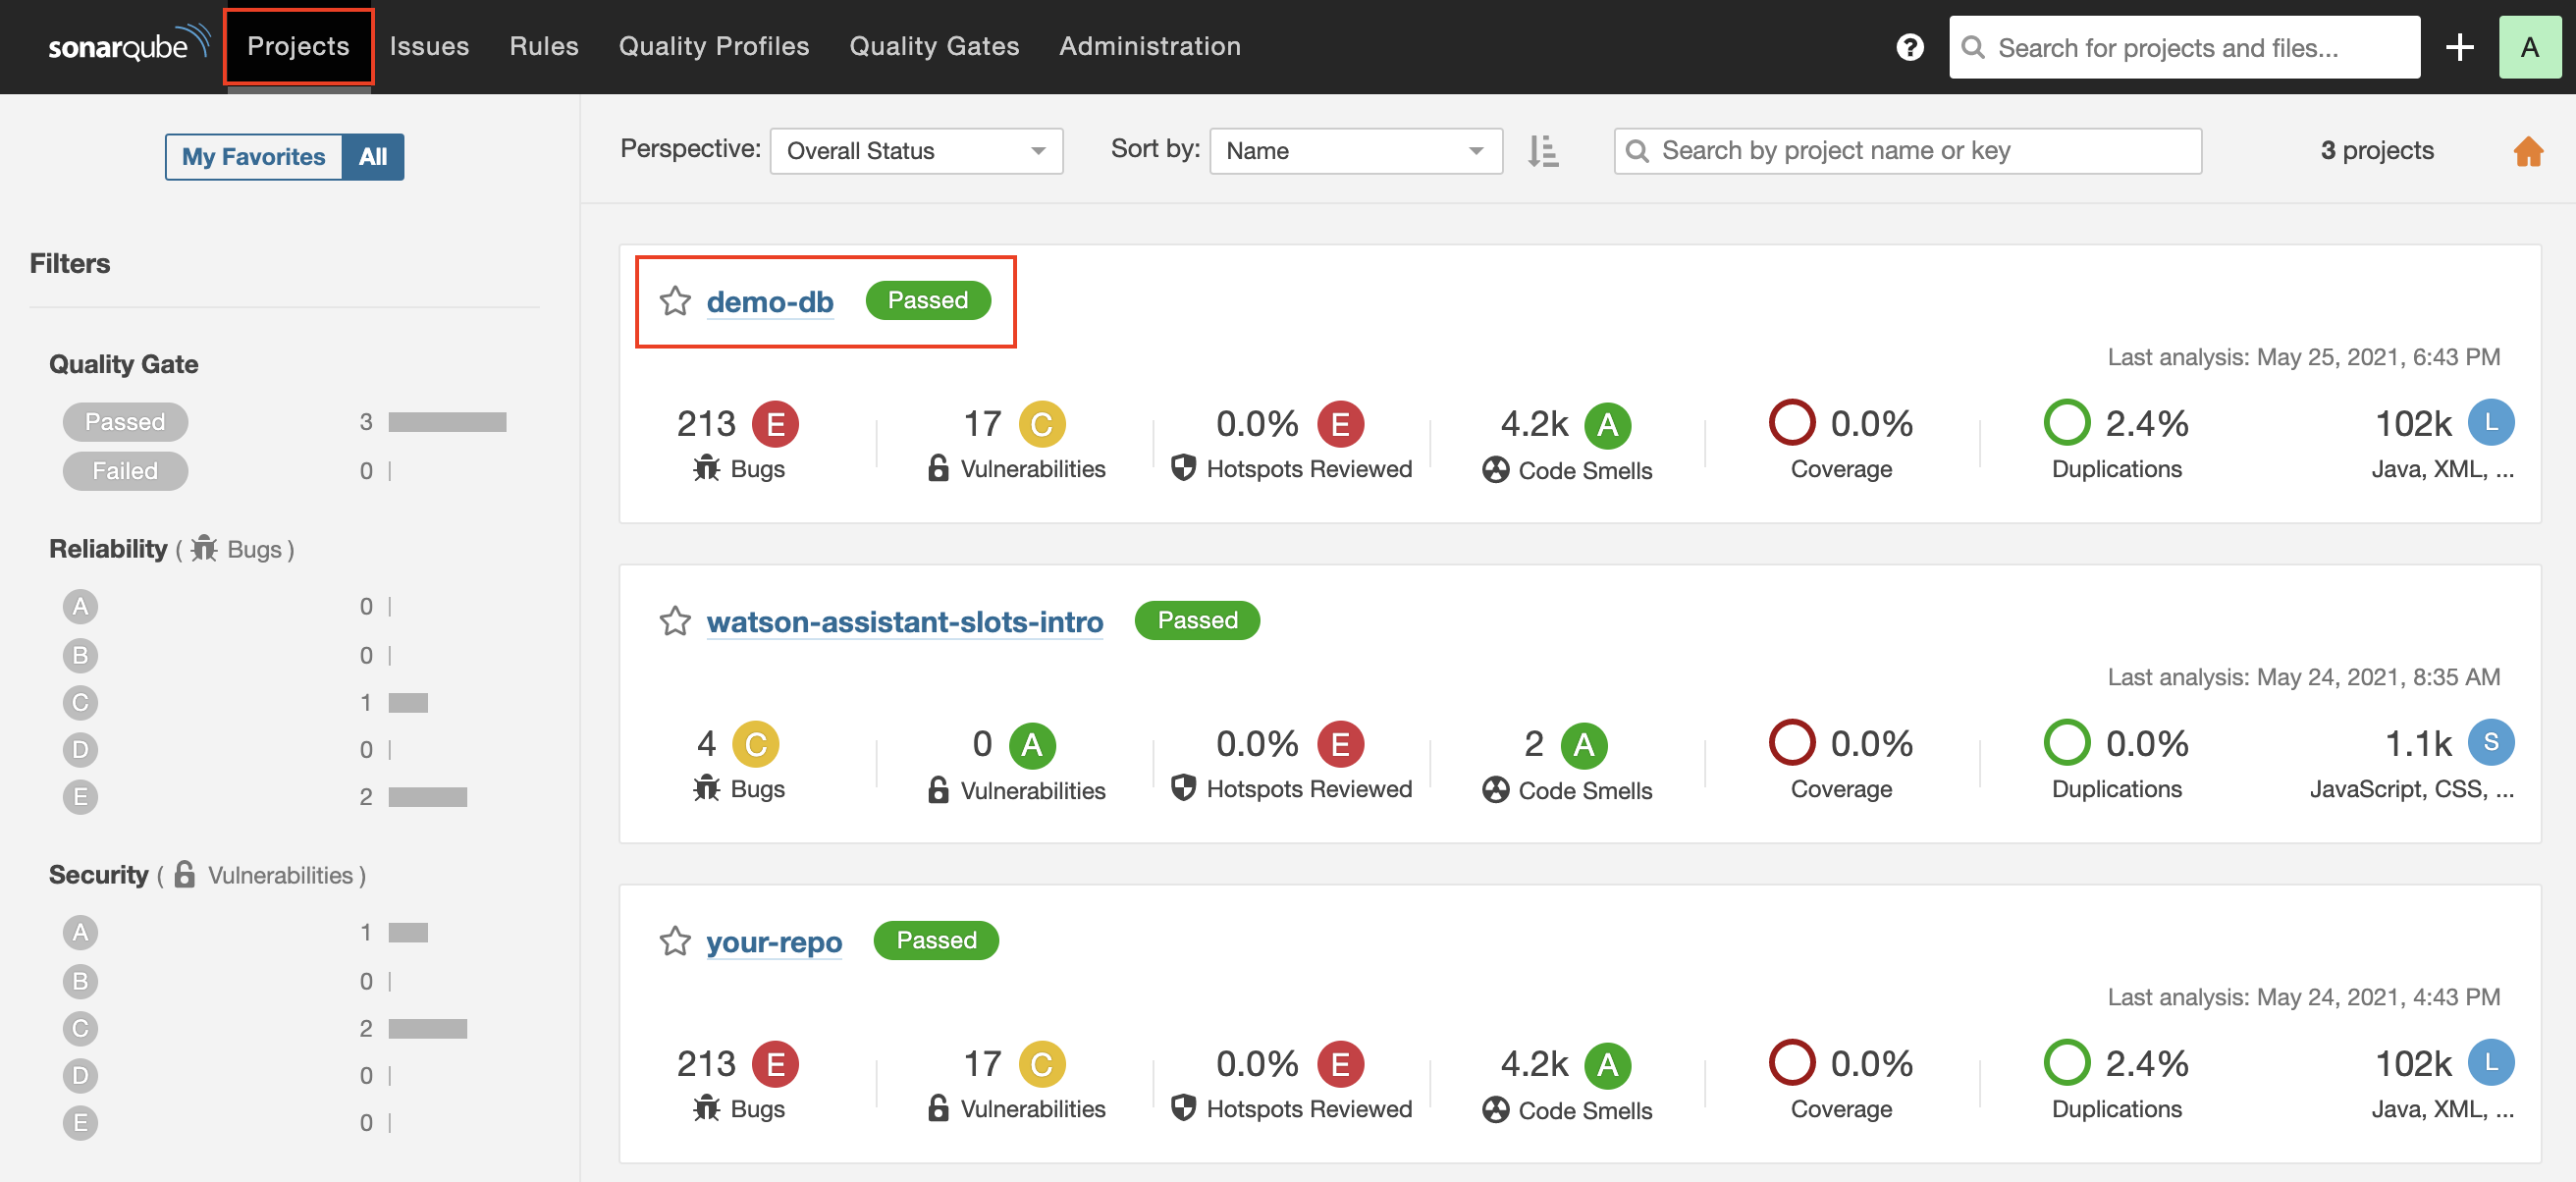 sonarqube Projects Issues Rules Quality Profiles Quality Gates Administration ? Search for projects and files... A
My Favorites All
Perspective: Overall Status Sort by: Name Search by project name or key 3 projects
Filters
Quality Gate
Passed 3
Failed 0
Reliability ( Bugs )
A 0
B 0
C 1
D 0
E 2
Security ( Vulnerabilities )
A 1
B 0
C 2
D 0
E 0
demo-db Passed
Last analysis: May 25, 2021, 6:43 PM
213 E 17 C 0.0% E 4.2k A 0.0% 2.4% 102k L
Bugs Vulnerabilities Hotspots Reviewed Code Smells Coverage Duplications Java, XML, ...
watson-assistant-slots-intro Passed
Last analysis: May 24, 2021, 8:35 AM
4 C 0 A 0.0% E 2 A 0.0% 0.0% 1.1k S
Bugs Vulnerabilities Hotspots Reviewed Code Smells Coverage Duplications JavaScript, CSS, ...
your-repo Passed
Last analysis: May 24, 2021, 4:43 PM
213 E 17 C 0.0% E 4.2k A 0.0% 2.4% 102k L
Bugs Vulnerabilities Hotspots Reviewed Code Smells Coverage Duplications Java, XML, ...